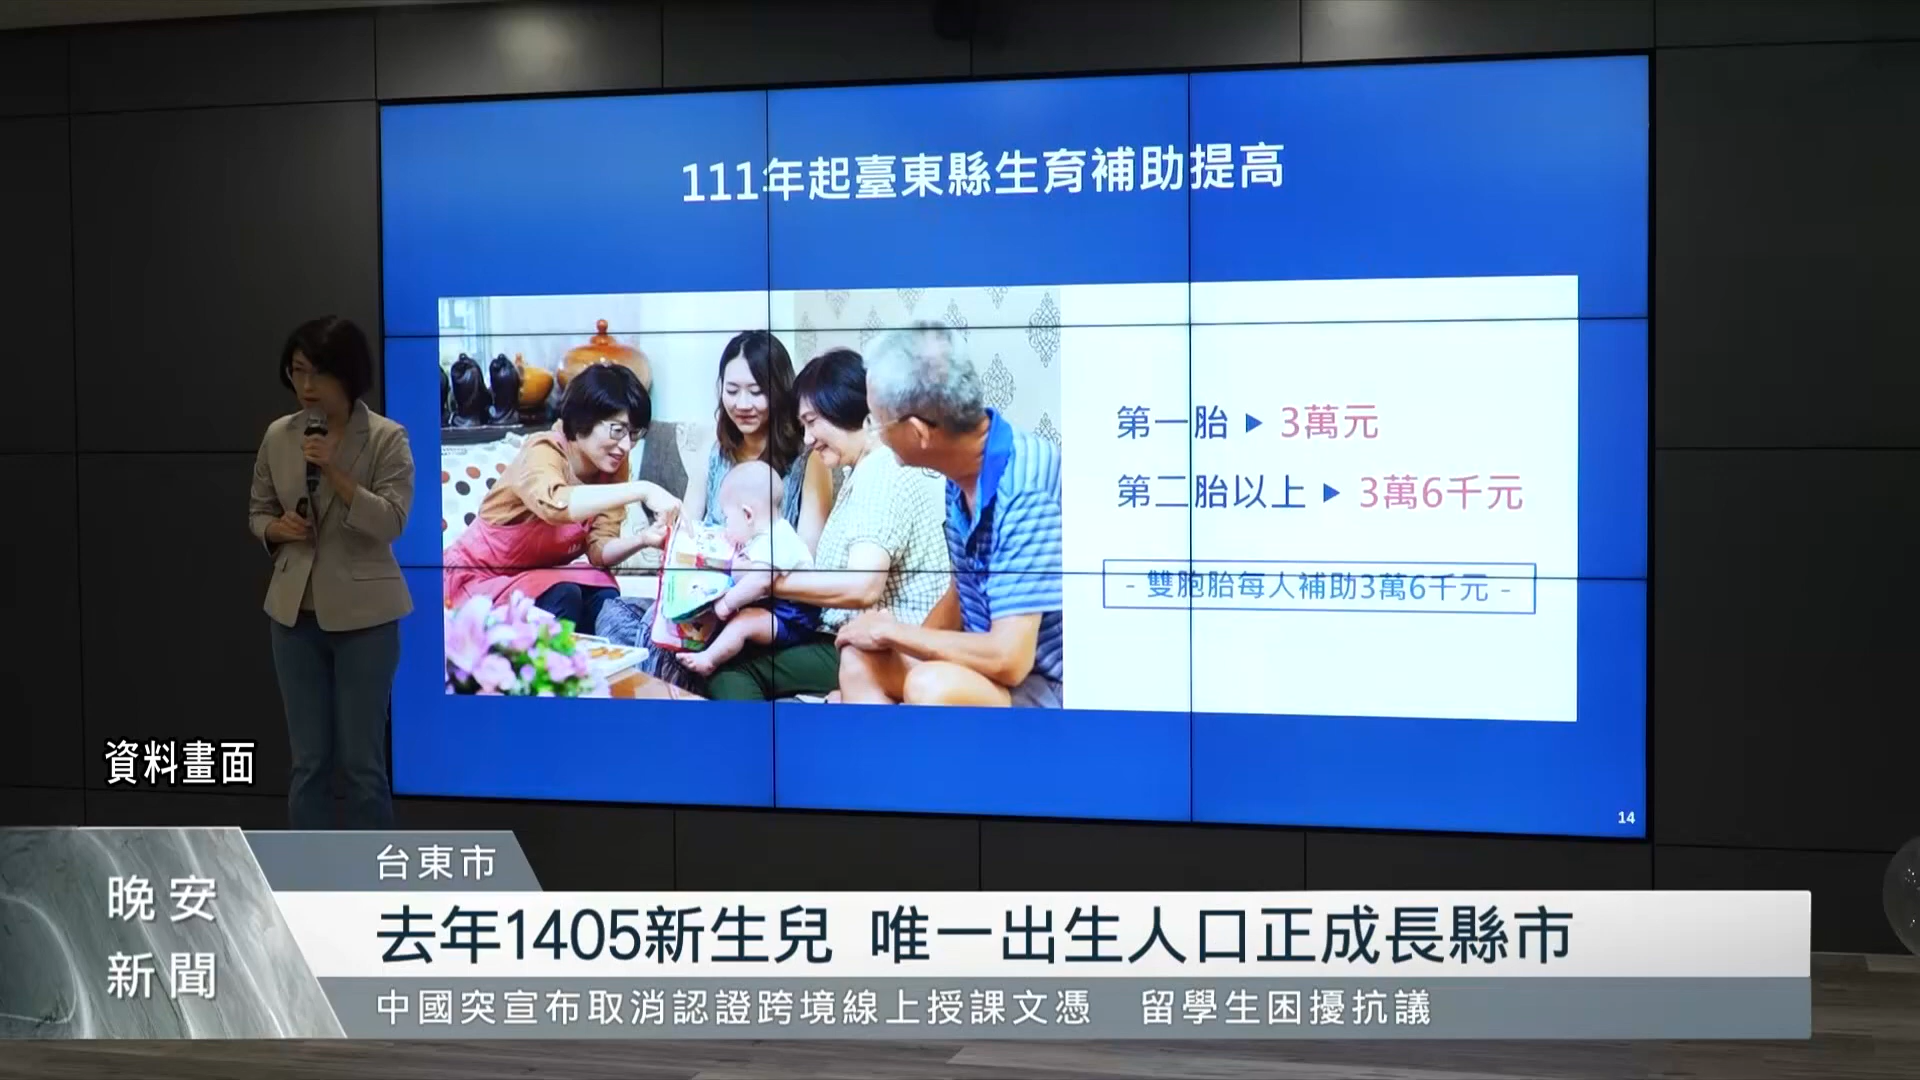 111年起臺東縣生育補助提高
第一胎 ▶ 3萬元
第二胎以上 ▶ 3萬6千元
- 雙胞胎每人補助3萬6千元 -
14
資料畫面
晚安
新聞
台東市
去年1405新生兒 唯一出生人口正成長縣市
中國突宣布取消認證跨境線上授課文憑 留學生困擾抗議